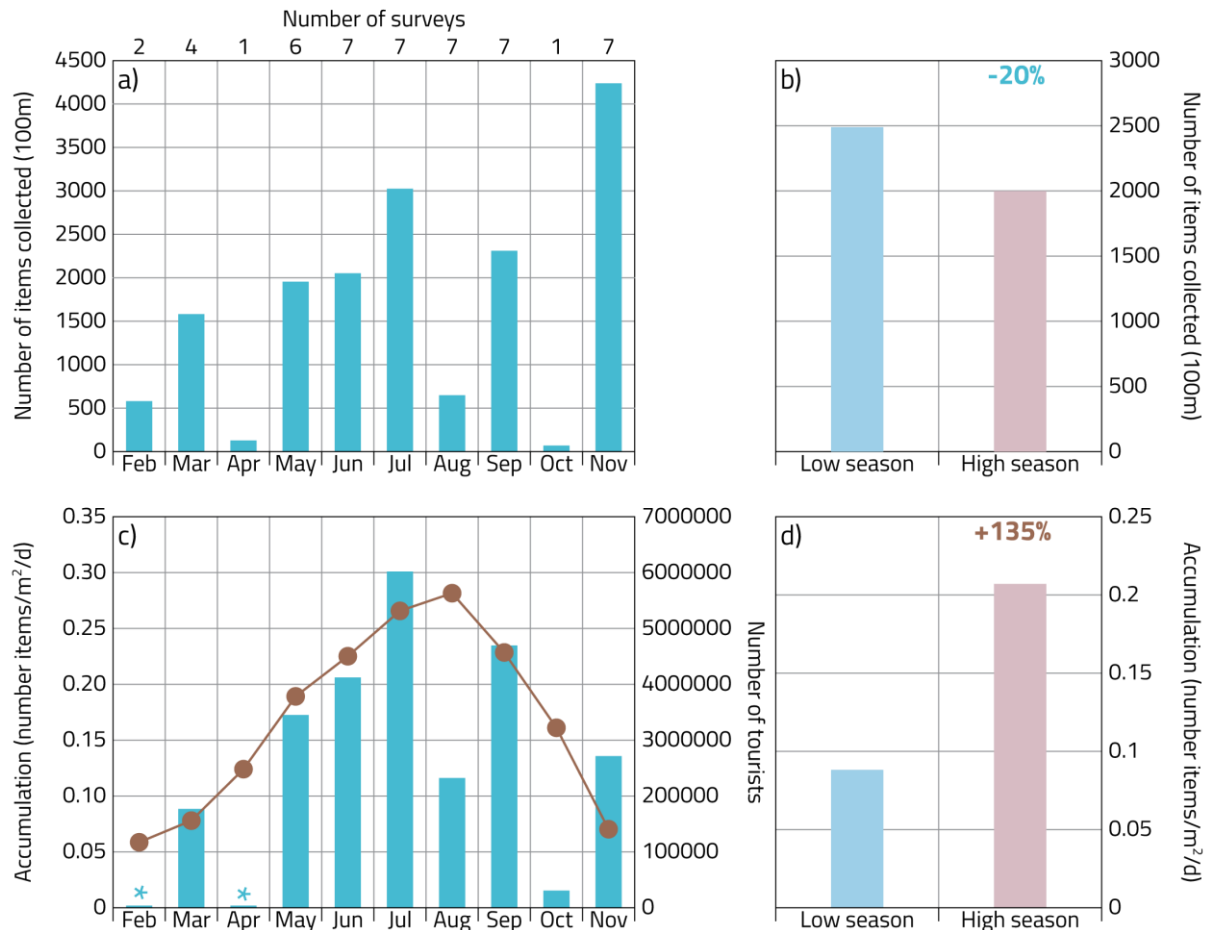 Number of surveys
2 4 1 6 7 7 7 7 1 7
a)
Number of items collected (100m)
4500
4000
3500
3000
2500
2000
1500
1000
500
0
Feb Mar Apr May Jun Jul Aug Sep Oct Nov
b)
-20%
3000
2500
2000
1500
1000
500
0
Number of items collected (100m)
Low season High season
c)
Accumulation (number items/m²/d)
0.35
0.30
0.25
0.20
0.15
0.10
0.05
0
* *
Feb Mar Apr May Jun Jul Aug Sep Oct Nov
7000000
6000000
5000000
4000000
3000000
200000
100000
0
Number of tourists
d)
+135%
0.25
0.2
0.15
0.1
0.05
0
Accumulation (number items/m²/d)
Low season High season